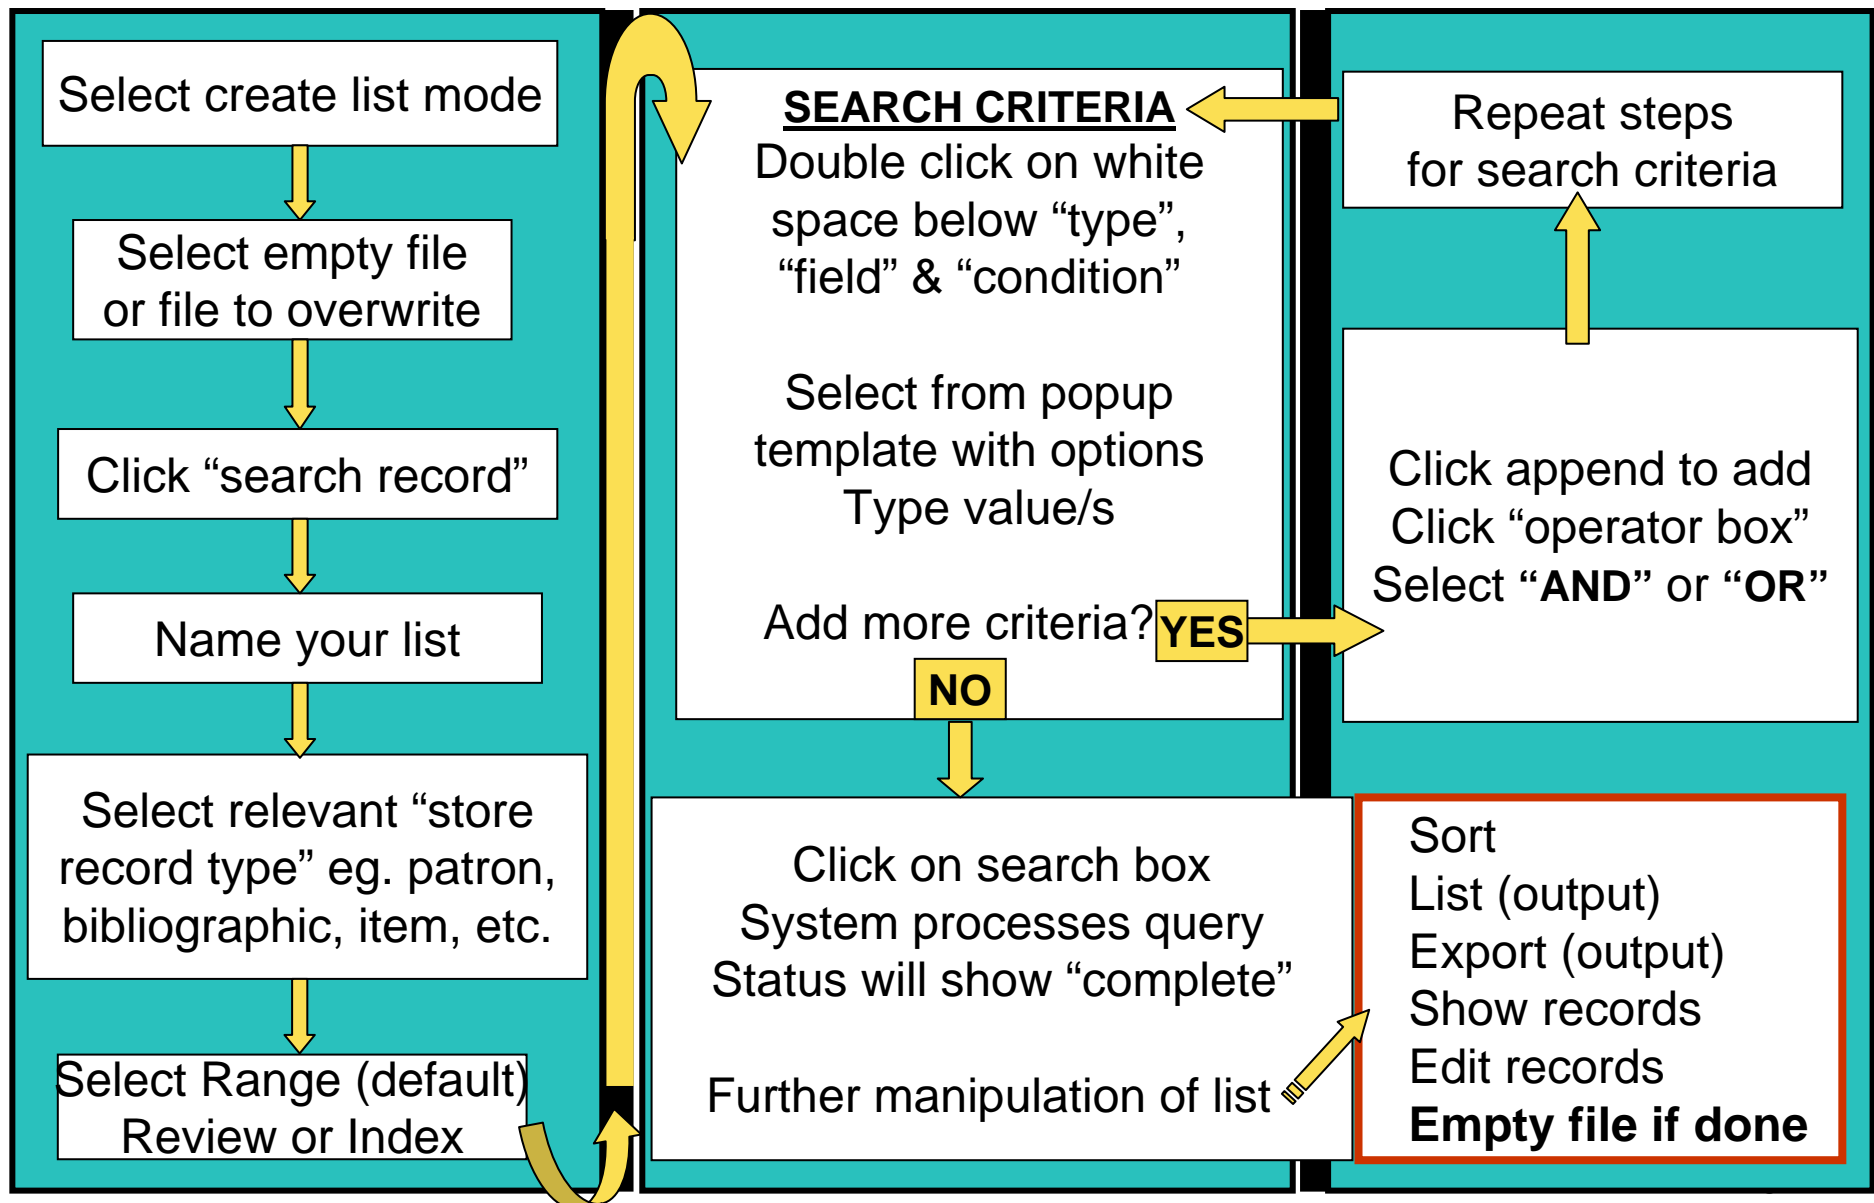 Select create list mode
Select empty file
or file to overwrite
Click “search record”
Name your list
Select relevant “store
record type” eg. patron,
bibliographic, item, etc.
Select Range (default)
Review or Index
SEARCH CRITERIA
Double click on white
space below “type”,
“field” & “condition”
Select from popup
template with options
Type value/s
Add more criteria? YES
NO
Click on search box
System processes query
Status will show “complete”
Further manipulation of list
Repeat steps
for search criteria
Click append to add
Click “operator box”
Select “AND” or “OR”
Sort
List (output)
Export (output)
Show records
Edit records
Empty file if done